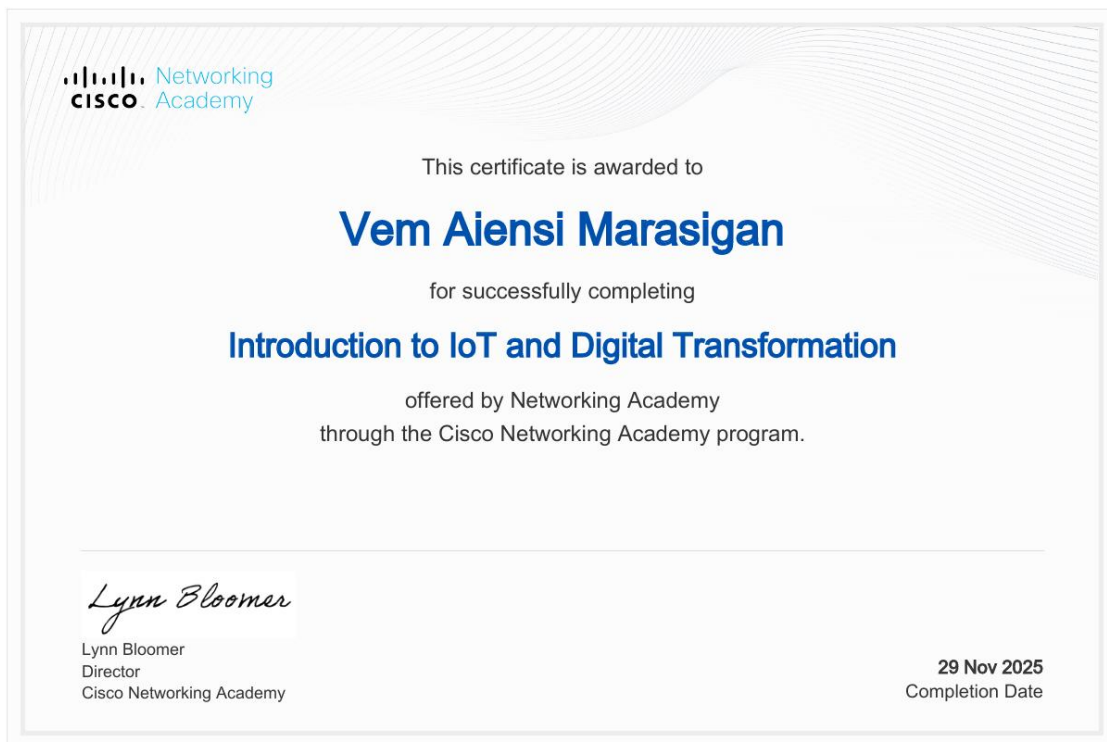 Networking
CISCO Academy
This certificate is awarded to
Vem Aiensi Marasigan
for successfully completing
Introduction to IoT and Digital Transformation
offered by Networking Academy
through the Cisco Networking Academy program.
Lynn Bloomer
Lynn Bloomer
Director
Cisco Networking Academy
29 Nov 2025
Completion Date